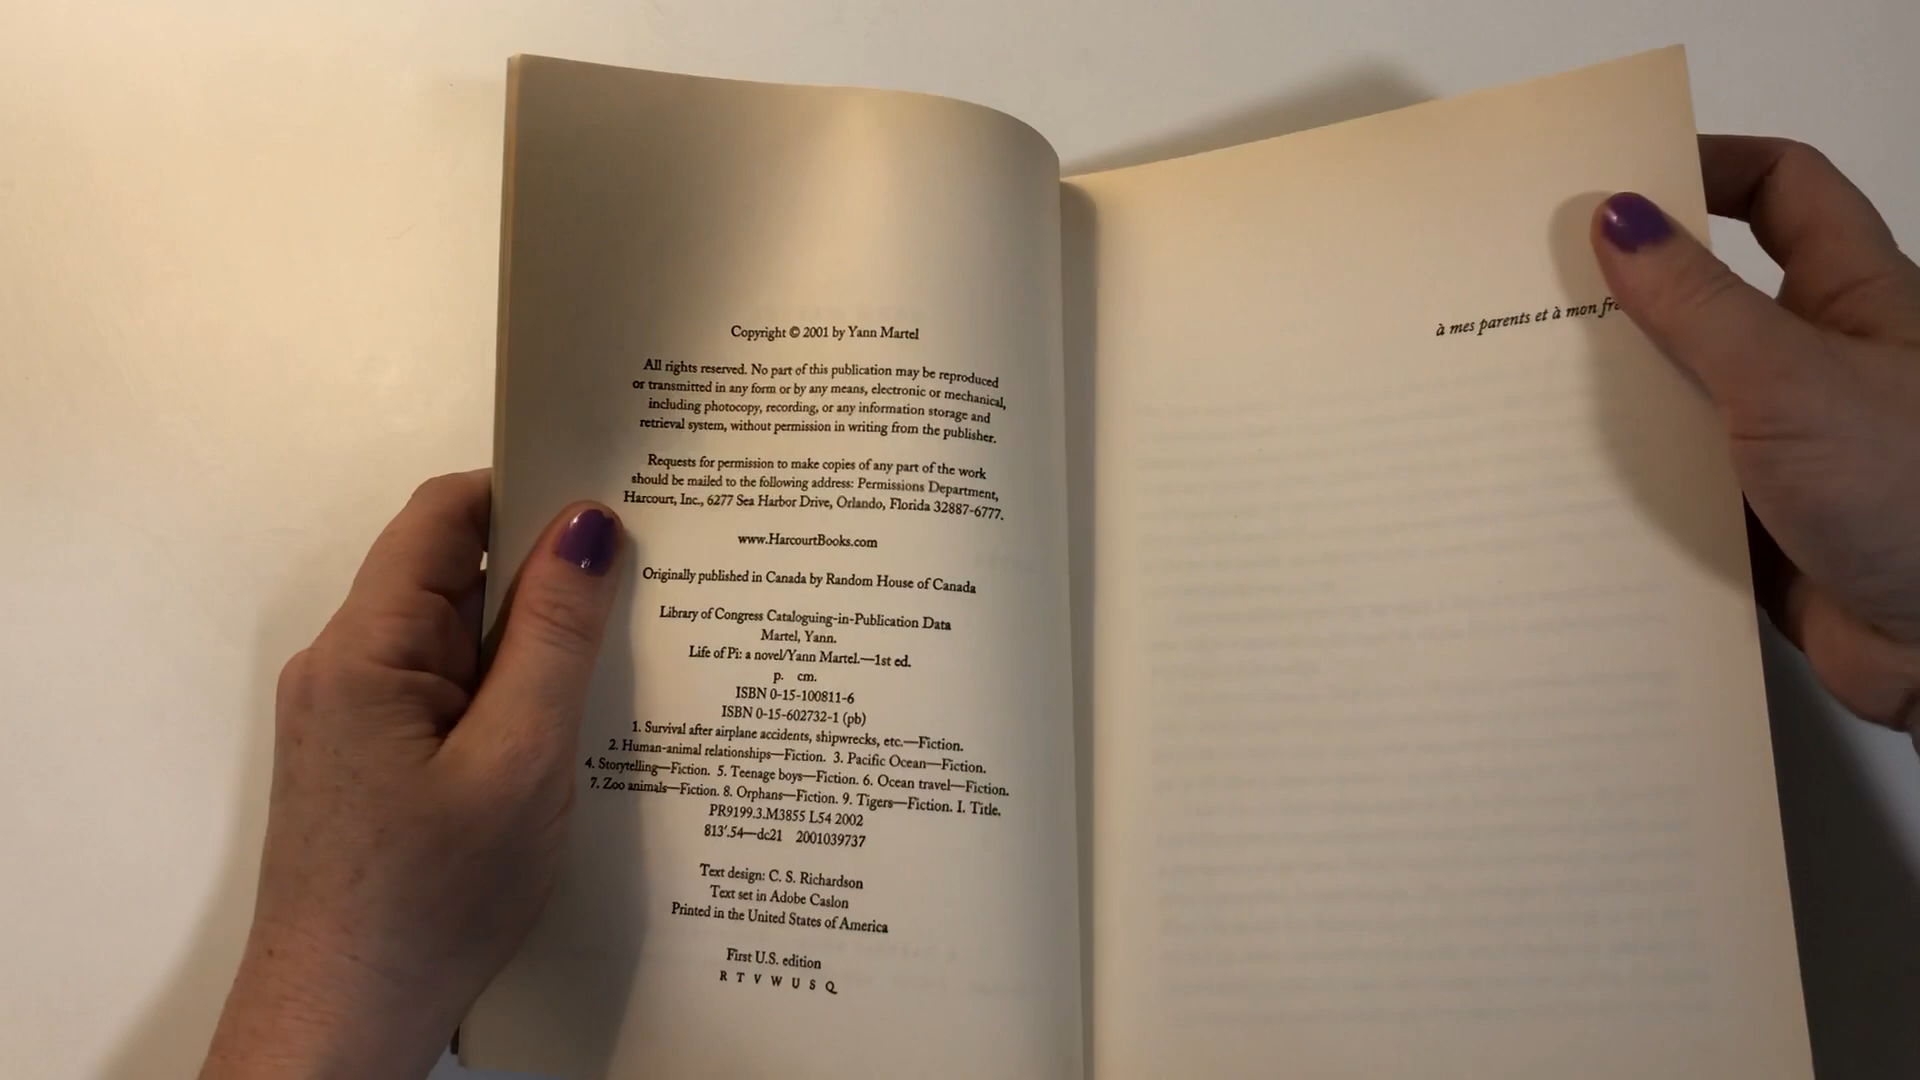 Copyright © 2001 by Yann Martel
All rights reserved. No part of this publication may be reproduced
or transmitted in any form or by any means, electronic or mechanical,
including photocopy, recording, or any information storage and
retrieval system, without permission in writing from the publisher.
Requests for permission to make copies of any part of the work
should be mailed to the following address: Permissions Department,
Harcourt, Inc., 6277 Sea Harbor Drive, Orlando, Florida 32887-6777.
www.HarcourtBooks.com
Originally published in Canada by Random House of Canada
Library of Congress Cataloguing-in-Publication Data
Martel, Yann.
Life of Pi: a novel/Yann Martel.—1st ed.
p. cm.
ISBN 0-15-100811-6
ISBN 0-15-602732-1 (pb)
1. Survival after airplane accidents, shipwrecks, etc.—Fiction.
2. Human-animal relationships—Fiction. 3. Pacific Ocean—Fiction.
4. Storytelling—Fiction. 5. Teenage boys—Fiction. 6. Ocean travel—Fiction.
7. Zoo animals—Fiction. 8. Orphans—Fiction. 9. Tigers—Fiction. I. Title.
PR9199.3.M3855 L54 2002
813'.54—dc21 2001039737
Text design: C. S. Richardson
Text set in Adobe Caslon
Printed in the United States of America
First U.S. edition
R T V W U S Q
à mes parents et à mon